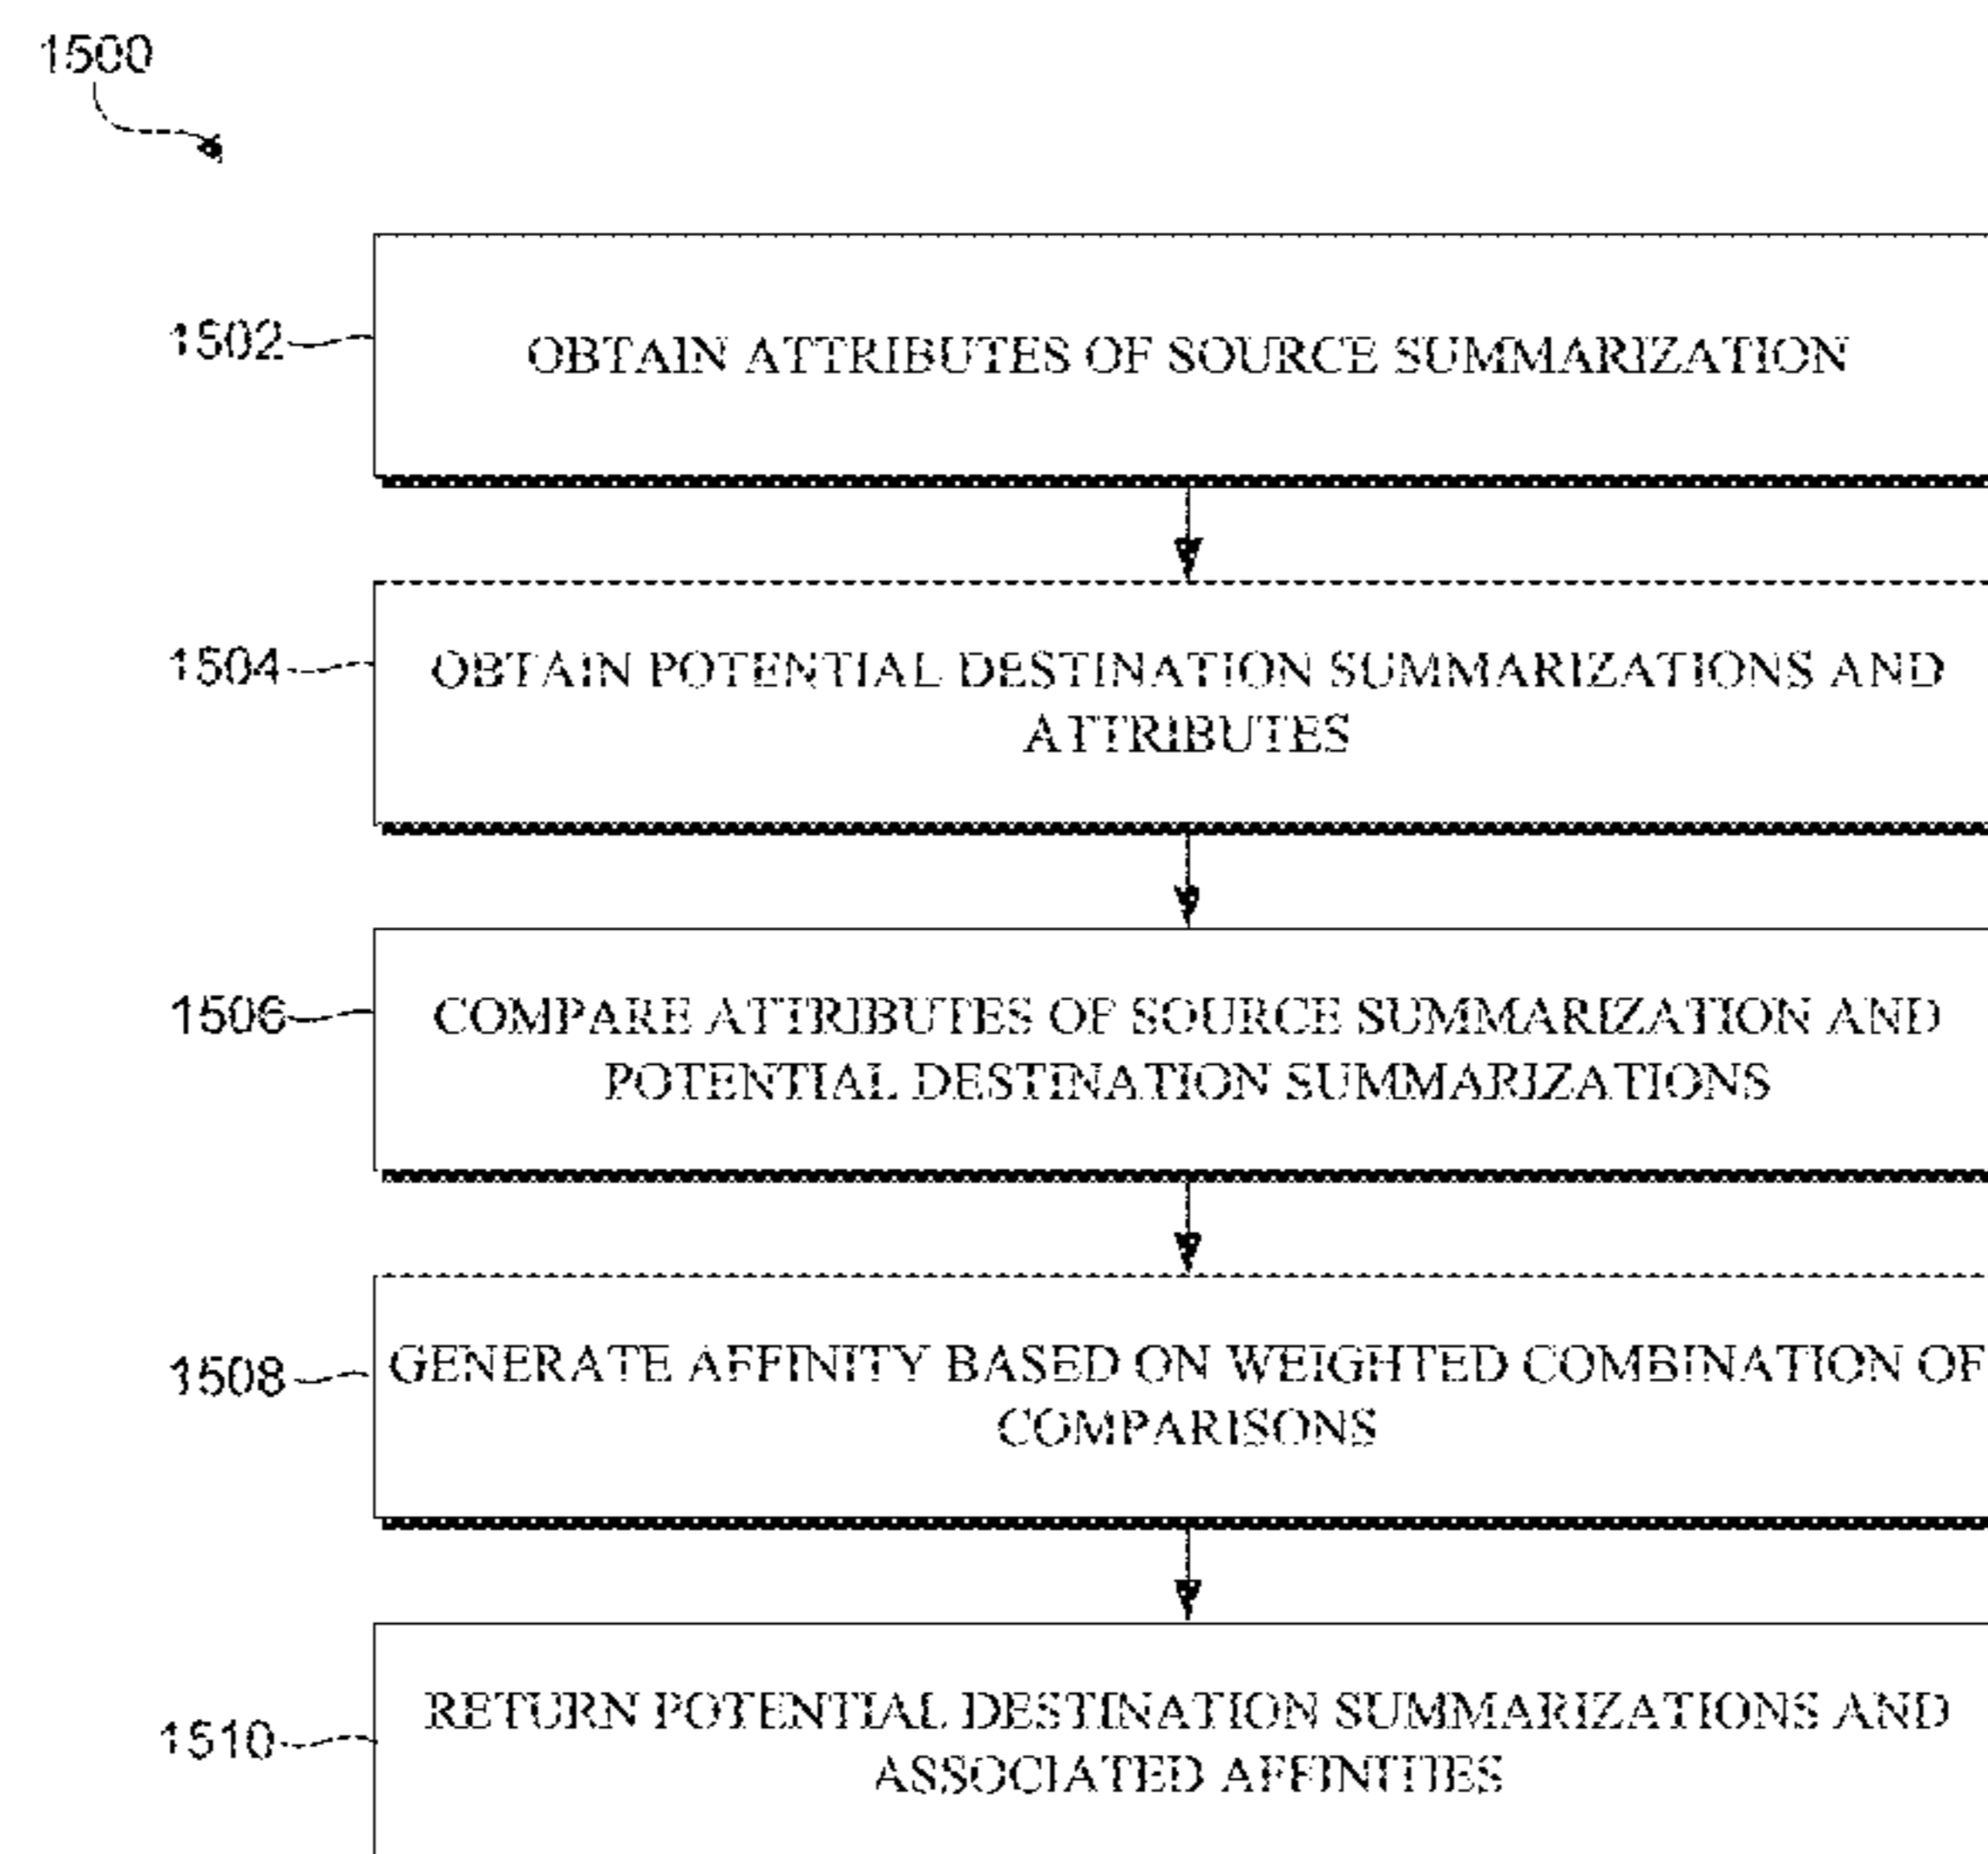 1500
1502
OBTAIN ATTRIBUTES OF SOURCE SUMMARIZATION
1504
OBTAIN POTENTIAL DESTINATION SUMMARIZATIONS AND
ATTRIBUTES
1506
COMPARE ATTRIBUTES OF SOURCE SUMMARIZATION AND
POTENTIAL DESTINATION SUMMARIZATIONS
1508
GENERATE AFFINITY BASED ON WEIGHTED COMBINATION OF
COMPARISONS
1510
RETURN POTENTIAL DESTINATION SUMMARIZATIONS AND
ASSOCIATED AFFINITIES